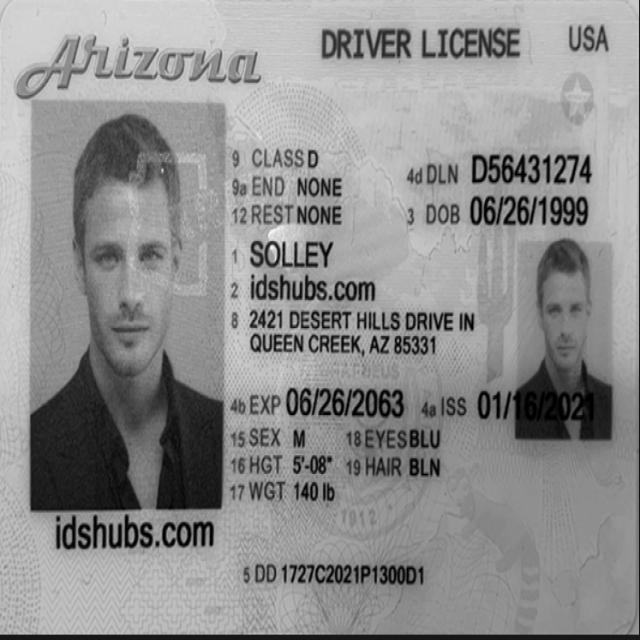 Arizona
DRIVER LICENSE
USA
9 CLASS D
9a END NONE
12 REST NONE
4d DLN D56431274
3 DOB 06/26/1999
1 SOLLEY
2 idshubs.com
8 2421 DESERT HILLS DRIVE IN
QUEEN CREEK, AZ 85331
4b EXP 06/26/2063
4a ISS 01/16/2021
15 SEX M
18 EYES BLU
16 HGT 5'-08"
19 HAIR BLN
17 WGT 140 lb
1912
idshubs.com
5 DD 1727C2021P1300D1